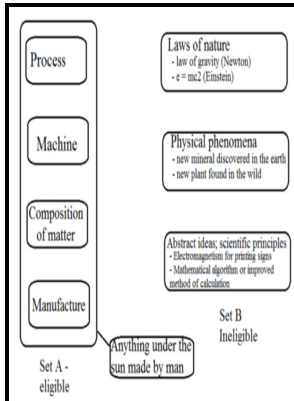 Process
Machine
Composition
of matter
Manufacture
Anything under the
sun made by man
Set A -
eligible
Laws of nature
- law of gravity (Newton)
- e = mc2 (Einstein)
Physical phenomena
- new mineral discovered in the earth
- new plant found in the wild
Abstract ideas; scientific principles
- Electromagnetism for printing signs
- Mathematical algorithm or improved
method of calculation
Set B
Ineligible